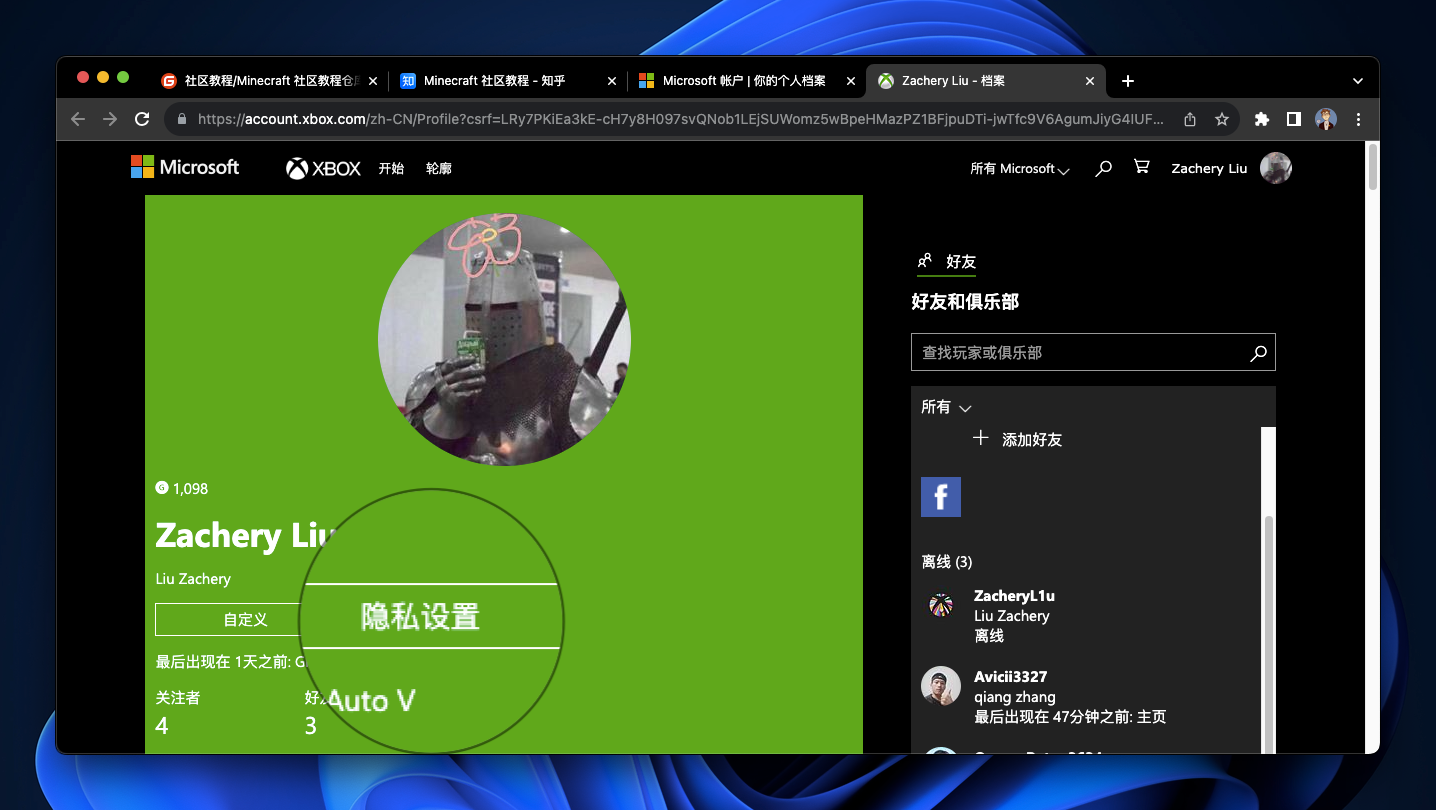 社区教程/Minecraft 社区教程仓
Minecraft 社区教程 - 知乎
Microsoft 帐户 | 你的个人档案
Zachery Liu - 档案
https://account.xbox.com/zh-CN/Profile?csrf=LRy7PKiEa3kE-cH7y8H097svQNob1LEjSUWomz5wBpeHMazPZ1BFjpuDTi-jwTfc9V6AgumJiyG4IUF...
Microsoft
XBOX
开始
轮廓
所有 Microsoft
Zachery Liu
1,098
Zachery Liu
Liu Zachery
自定义
隐私设置
最后出现在 1天之前: G
Auto V
关注者
好
4
3
好友
好友和俱乐部
查找玩家或俱乐部
所有
添加好友
离线 (3)
ZacheryL1u
Liu Zachery
离线
Avicii3327
qiang zhang
最后出现在 47分钟之前: 主页